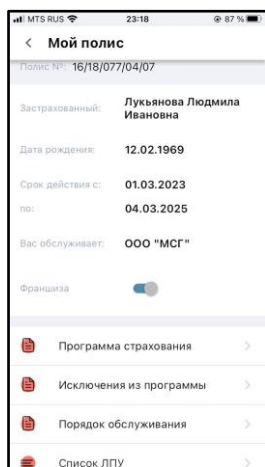 MTS RUS 23:18 87 %
Мой полис
Полис №: 16/18/077/04/07
Застрахованный: Лукьянова Людмила
Ивановна
Дата рождения: 12.02.1969
Срок действия с: 01.03.2023
по: 04.03.2025
Вас обслуживает: ООО "МСГ"
Франшиза
Программа страхования
Исключения из программы
Порядок обслуживания
Список ЛПУ